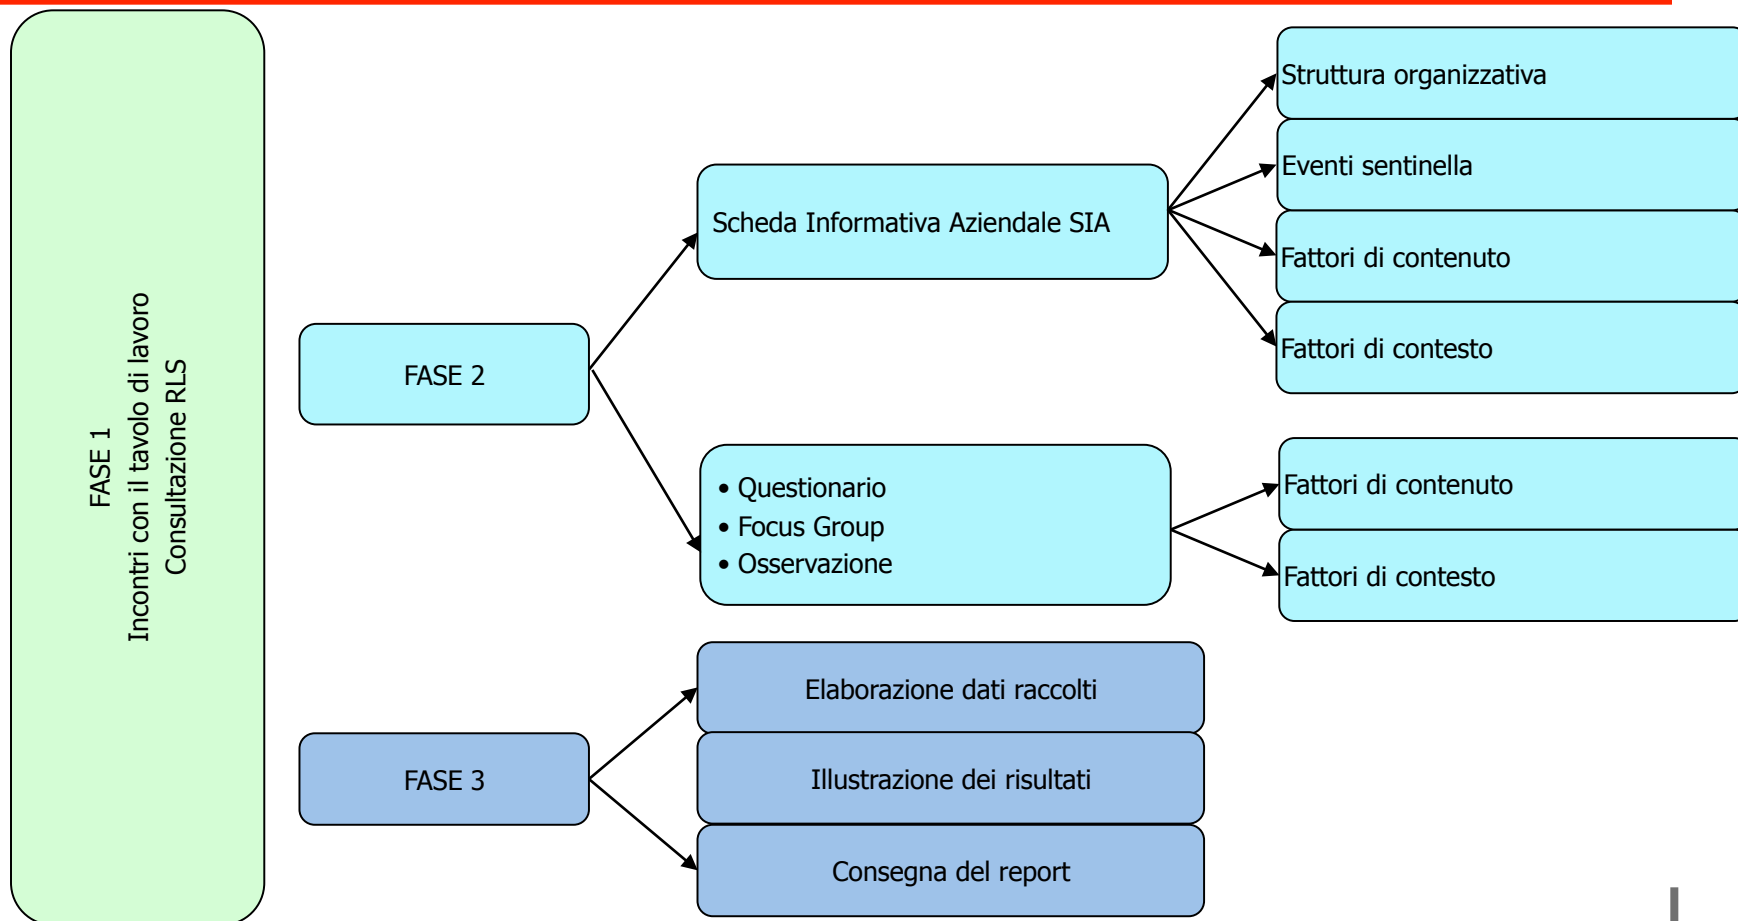 FASE 1
Incontri con il tavolo di lavoro
Consultazione RLS
FASE 2
Scheda Informativa Aziendale SIA
Struttura organizzativa
Eventi sentinella
Fattori di contenuto
Fattori di contesto
• Questionario
• Focus Group
• Osservazione
Fattori di contenuto
Fattori di contesto
FASE 3
Elaborazione dati raccolti
Illustrazione dei risultati
Consegna del report